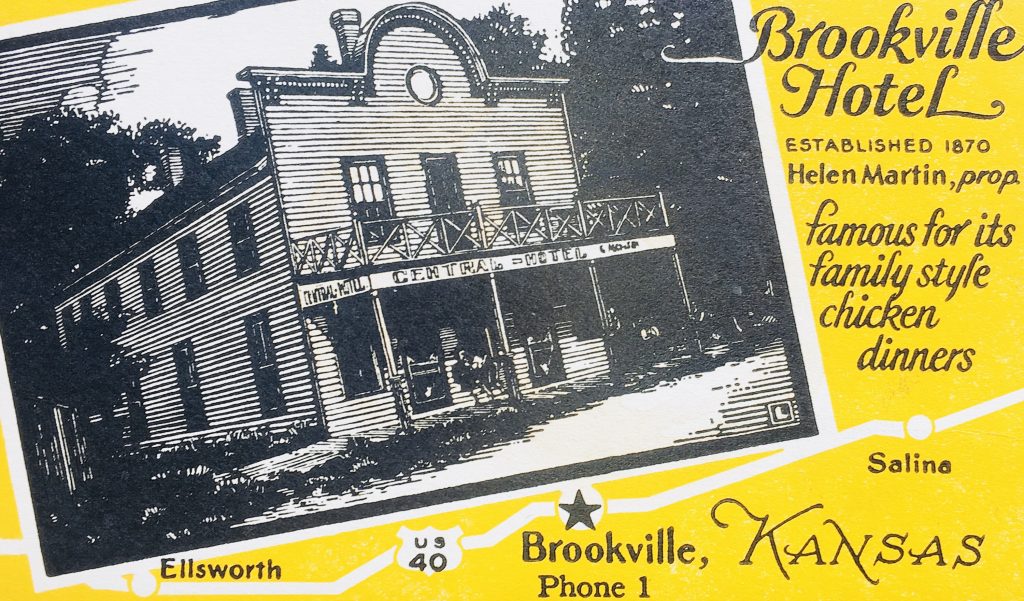 Brookville
Hotel
ESTABLISHED 1870
Helen Martin, prop.
famous for its
family style
chicken
dinners
CENTRAL - HOTEL
Salina
Ellsworth
US
40
Brookville, KANSAS
Phone 1
L